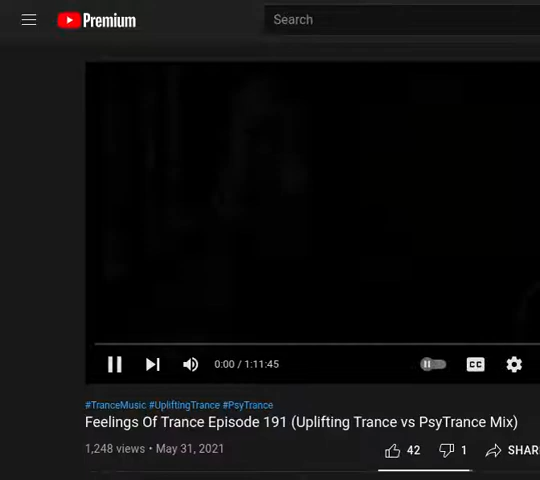 Premium
Search
0:00 / 1:11:45
CC
#TranceMusic #UpliftingTrance #PsyTrance
Feelings Of Trance Episode 191 (Uplifting Trance vs PsyTrance Mix)
1,248 views • May 31, 2021
42
1
SHAR